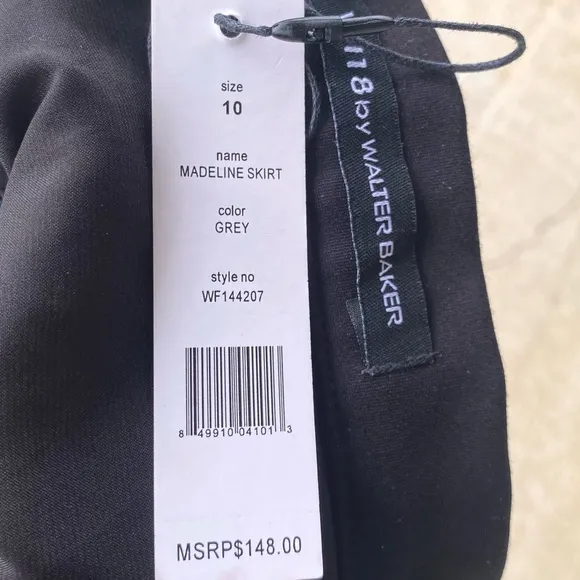 size
10
name
MADELINE SKIRT
color
GREY
style no
WF144207
8 49910 04101 3
MSRP$148.00
by WALTER BAKER